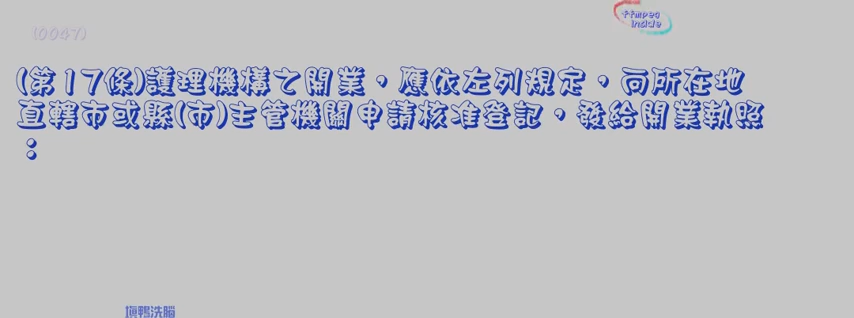 (0047)
ffmpeg
inside
(第17條)護理機構之開業，應依左列規定，向所在地
直轄市或縣(市)主管機關申請核准登記，發給開業執照
：
填鴨洗腦